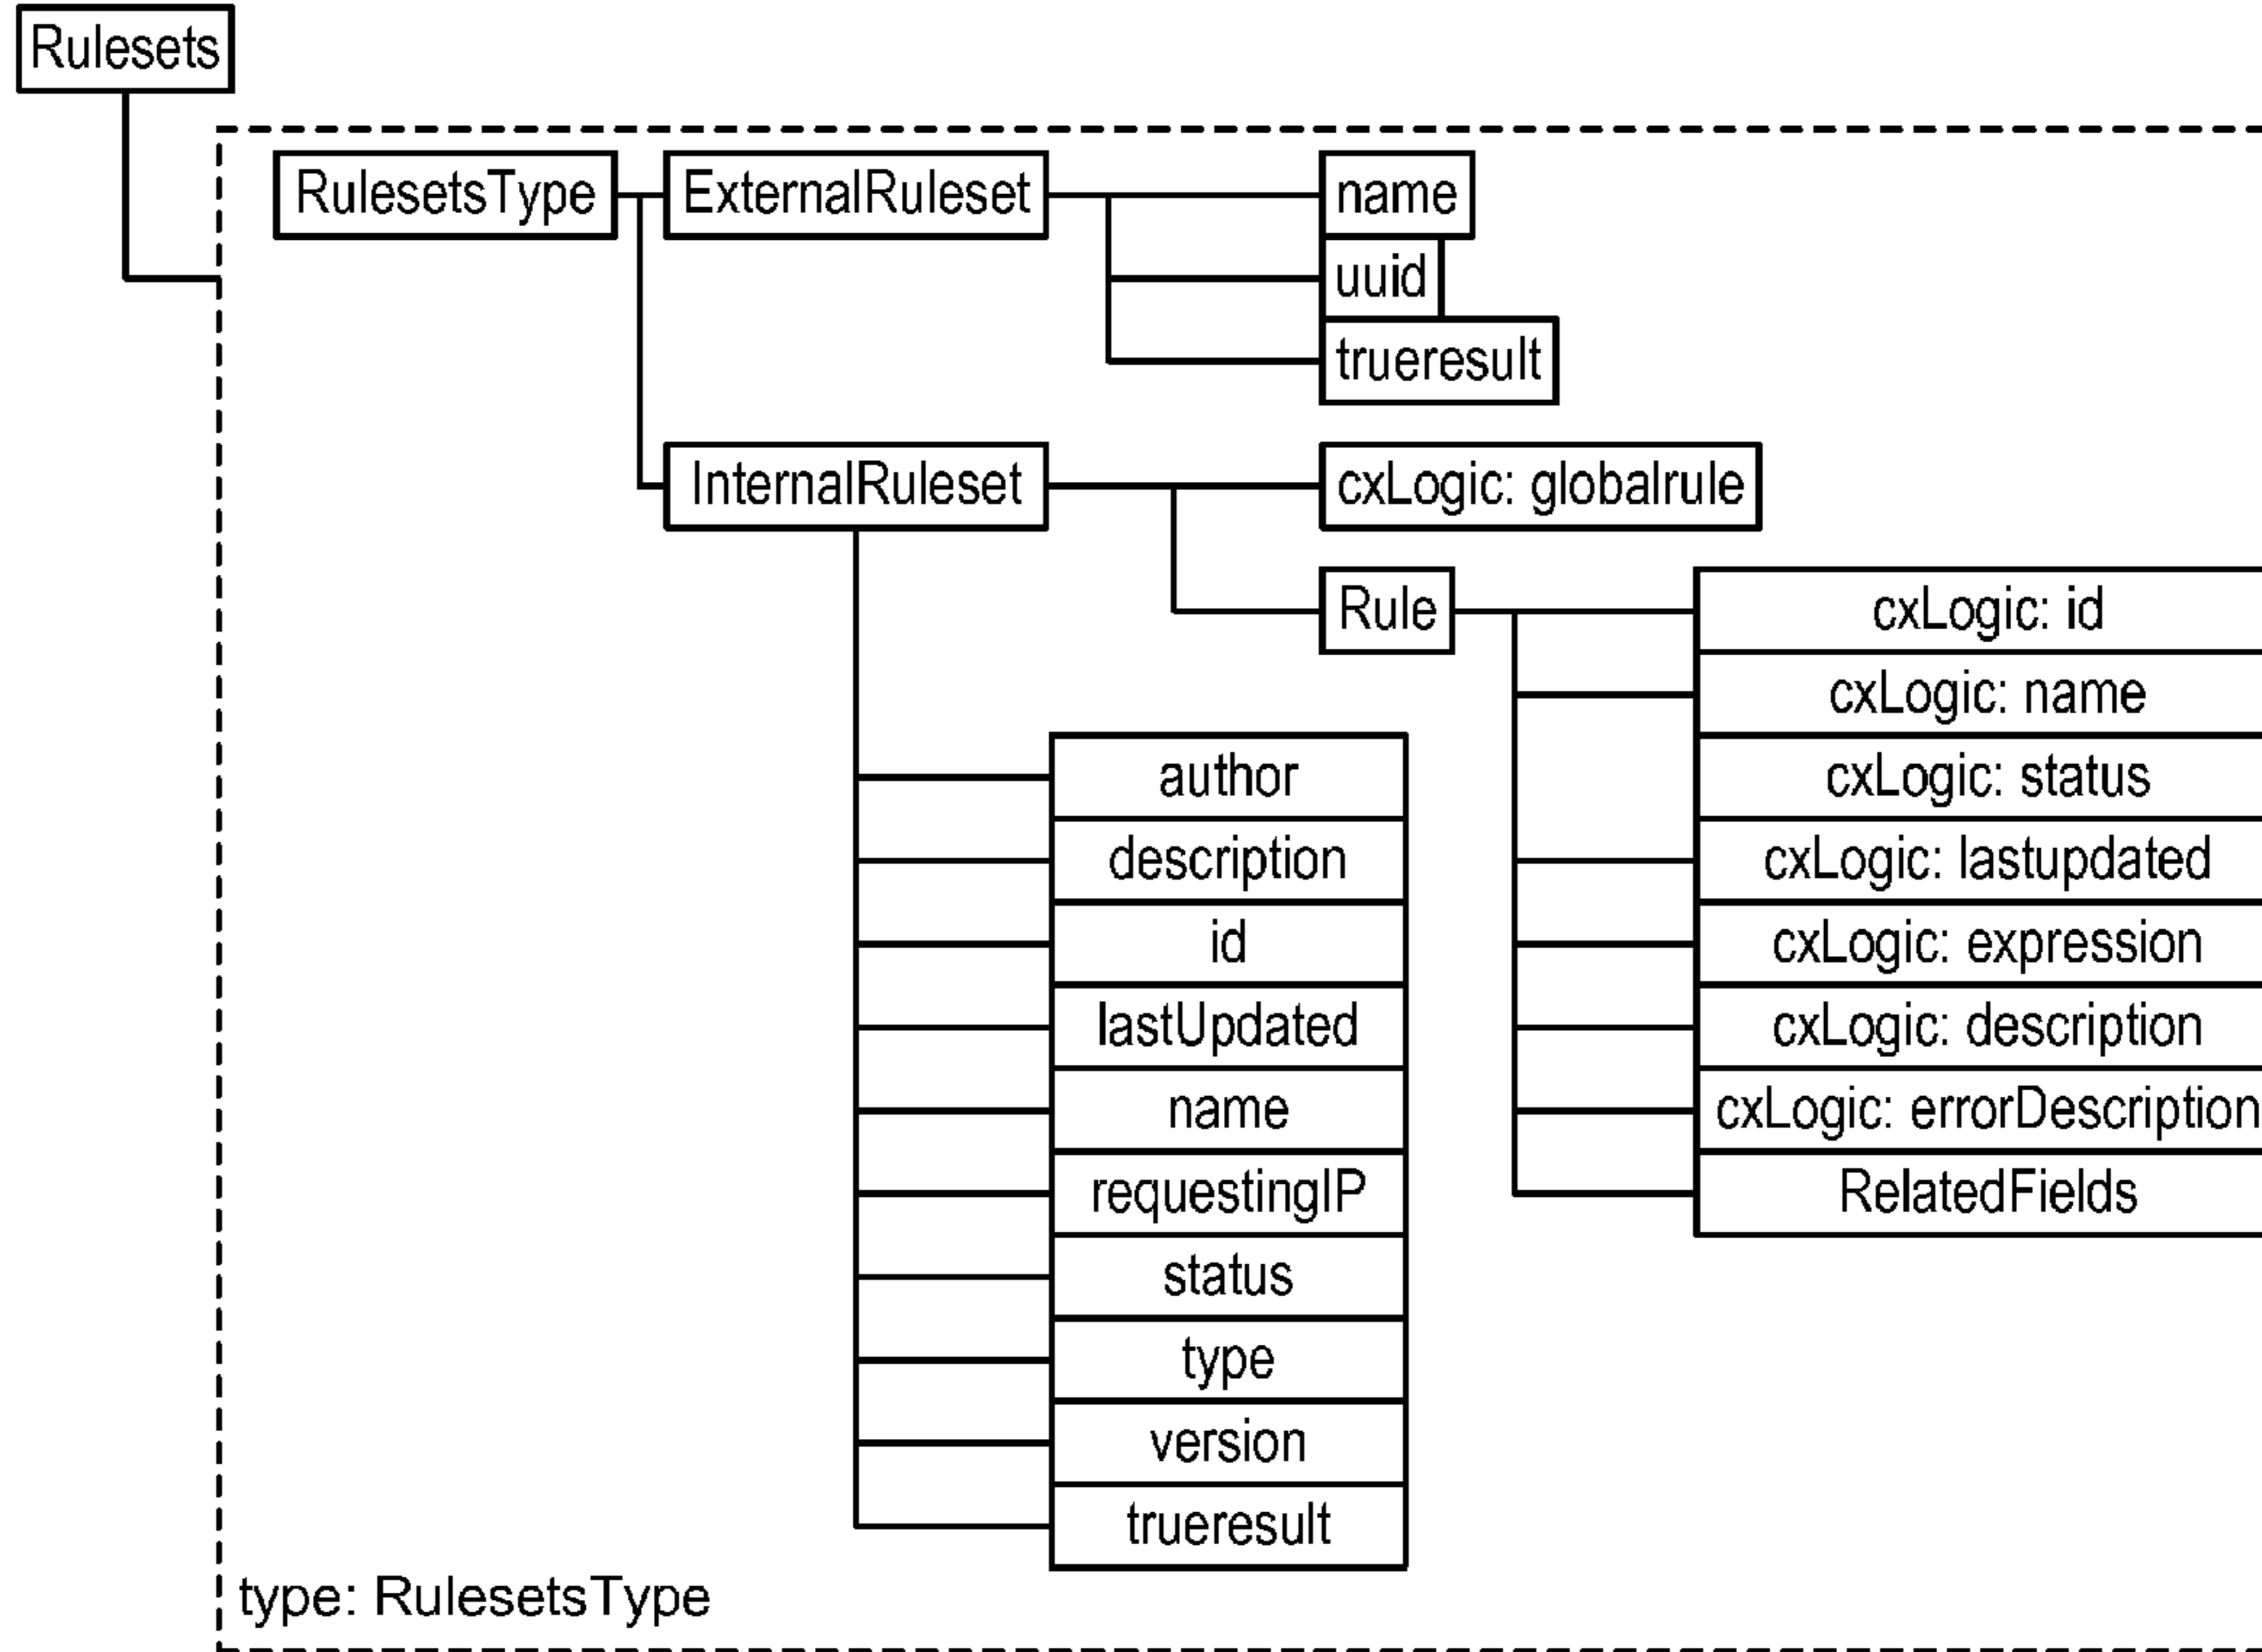 Rulesets
RulesetsType
ExternalRuleset
name
uuid
trueresult
InternalRuleset
cxLogic: globalrule
Rule
cxLogic: id
cxLogic: name
cxLogic: status
cxLogic: lastupdated
cxLogic: expression
cxLogic: description
cxLogic: errorDescription
RelatedFields
author
description
id
lastUpdated
name
requestingIP
status
type
version
trueresult
type: RulesetsType